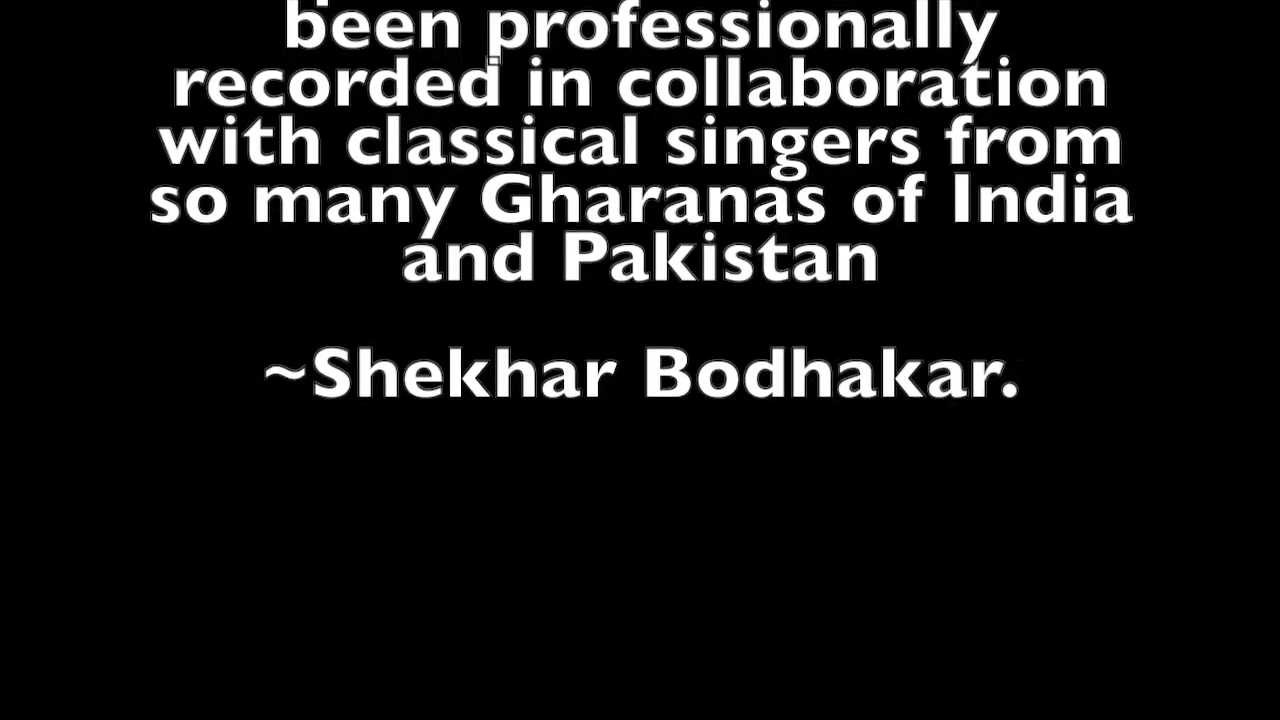 been professionally
recorded in collaboration
with classical singers from
so many Gharanas of India
and Pakistan
~Shekhar Bodhakar.